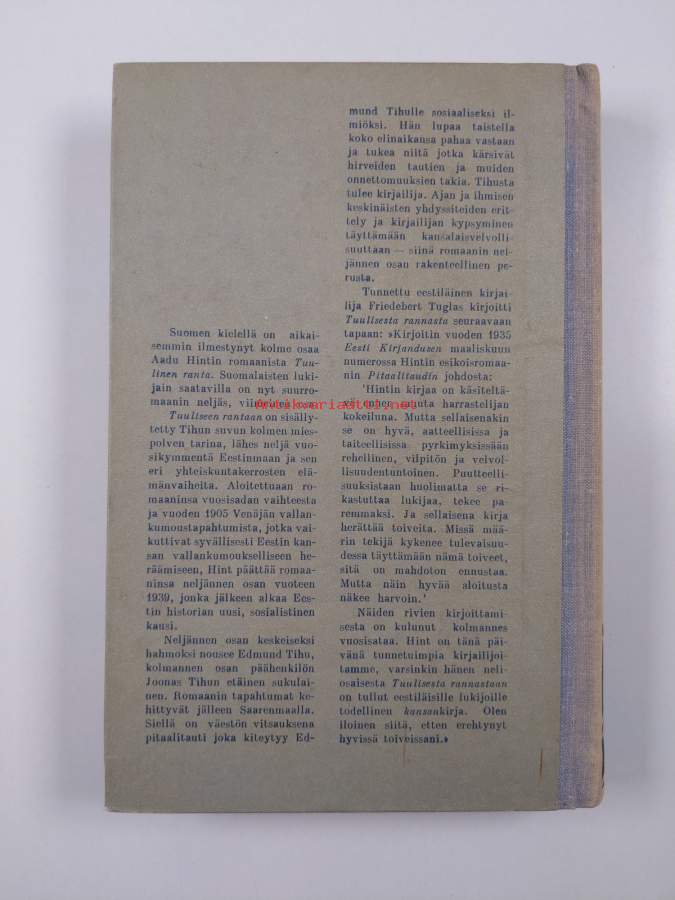 Suomen kielellä on aikai-
semmin ilmestynyt kolme osaa
Aadu Hintin romaanista Tuu-
linen ranta. Suomalaisten luki-
jain saatavilla on nyt suurro-
maanin neljäs, viimeinen osa.
Tuuliseen rantaan on sisälly-
tetty Tihun suvun kolmen mies-
polven tarina, lähes neljä vuo-
sikymmentä Eestinmaan ja sen
eri yhteiskuntakerrosten elä-
mänvaiheita. Aloitettuaan ro-
maaninsa vuosisadan vaihteesta
ja vuoden 1905 Venäjän vallan-
kumoustapahtumista, jotka vai-
kuttivat syvällisesti Eestin kan-
san vallankumoukselliseen he-
räämiseen, Hint päättää romaa-
ninsa neljännen osan vuoteen
1939, jonka jälkeen alkaa Ees-
tin historian uusi, sosialistinen
kausi.
Neljännen osan keskeiseksi
hahmoksi nousee Edmund Tihu,
kolmannen osan päähenkilön
Joonas Tihun etäinen sukulai-
nen. Romaanin tapahtumat ke-
hittyvät jälleen Saarenmaalla.
Siellä on väestön vitsauksena
pitaalitauti joka kiteytyy Ed-
mund Tihulle sosiaaliseksi il-
miöksi. Hän lupaa taistella
koko elinaikansa pahaa vastaan
ja tukea niitä jotka kärsivät
hirveiden tautien ja muiden
onnettomuuksien takia. Tihusta
tulee kirjailija. Ajan ja ihmisen
keskinäisten yhdyssiteiden erit-
tely ja kirjailijan kypsyminen
täyttämään kansalaisvelvolli-
suuttaan — siinä romaanin nel-
jännen osan rakenteellinen pe-
rusta.
Tunnettu eestiläinen kirjai-
lija Friedebert Tuglas kirjoitti
Tuulisesta rannasta seuraavaan
tapaan: »Kirjoitin vuoden 1935
Eesti Kirjandusen maaliskuun
numerossa Hintin esikoisromaa-
nin Pitaalitaudin johdosta:
'Hintin kirjaa on käsiteltä-
vä ennen muuta harrastelijan
kokeiluna. Mutta sellaisenakin
se on hyvä, aatteellisissa ja
taiteellisissa pyrkimyksissään
rehellinen, vilpitön ja velvol-
lisuudentuntoinen. Puutteelli-
suuksistaan huolimatta se ri-
kastuttaa lukijaa, tekee pa-
remmaksi. Ja sellaisena kirja
herättää toiveita. Missä mää-
rin tekijä kykenee tulevaisuu-
dessa täyttämään nämä toiveet,
sitä on mahdoton ennustaa.
Mutta näin hyvää aloitusta
näkee harvoin.'
Näiden rivien kirjoittami-
sesta on kulunut kolmannes
vuosisataa. Hint on tänä päi-
vänä tunnetuimpia kirjailijoi-
tamme, varsinkin hänen neli-
osaisesta Tuulisesta rannastaan
on tullut eestiläisille lukijoille
todellinen kansankirja. Olen
iloinen siitä, etten erehtynyt
hyvissä toiveissani.»
Antikvariaatti.net